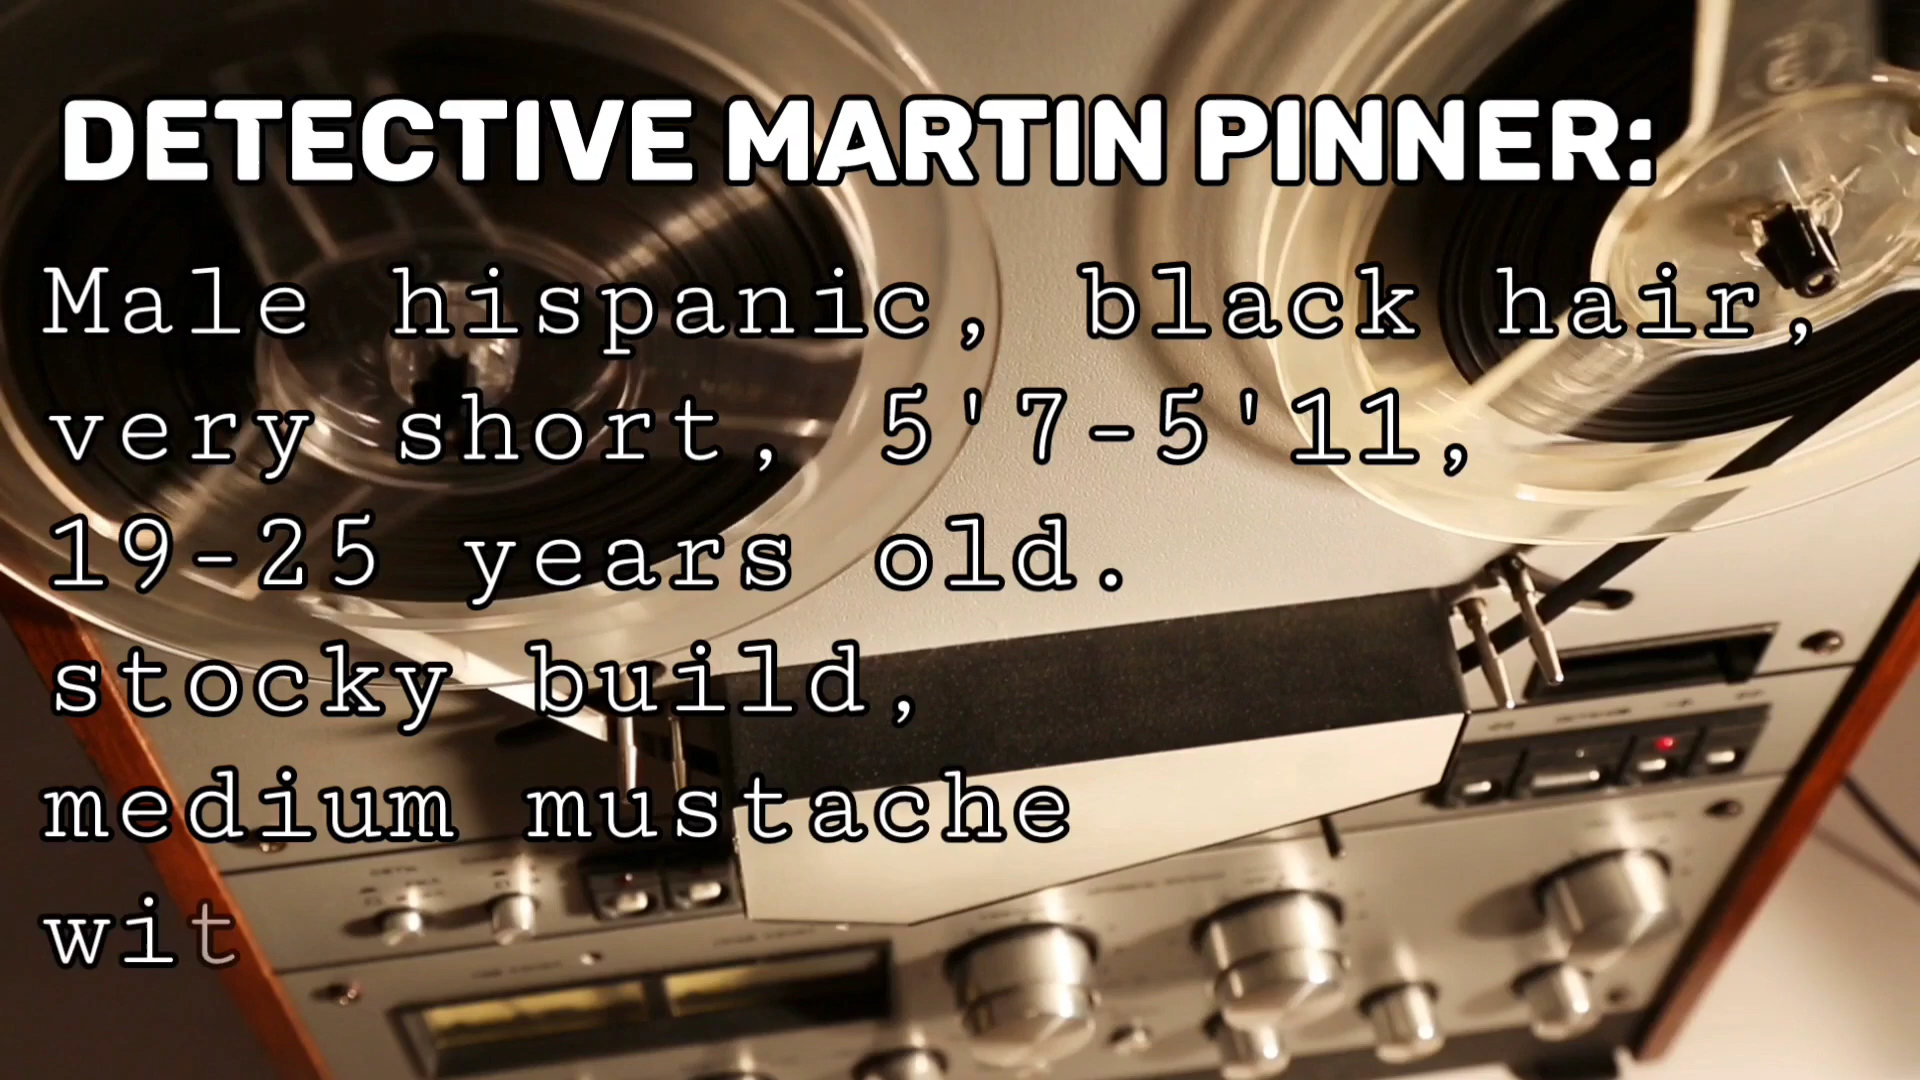 DETECTIVE MARTIN PINNER:
Male hispanic, black hair,
very short, 5'7-5'11,
19-25 years old.
stocky build,
medium mustache
wit